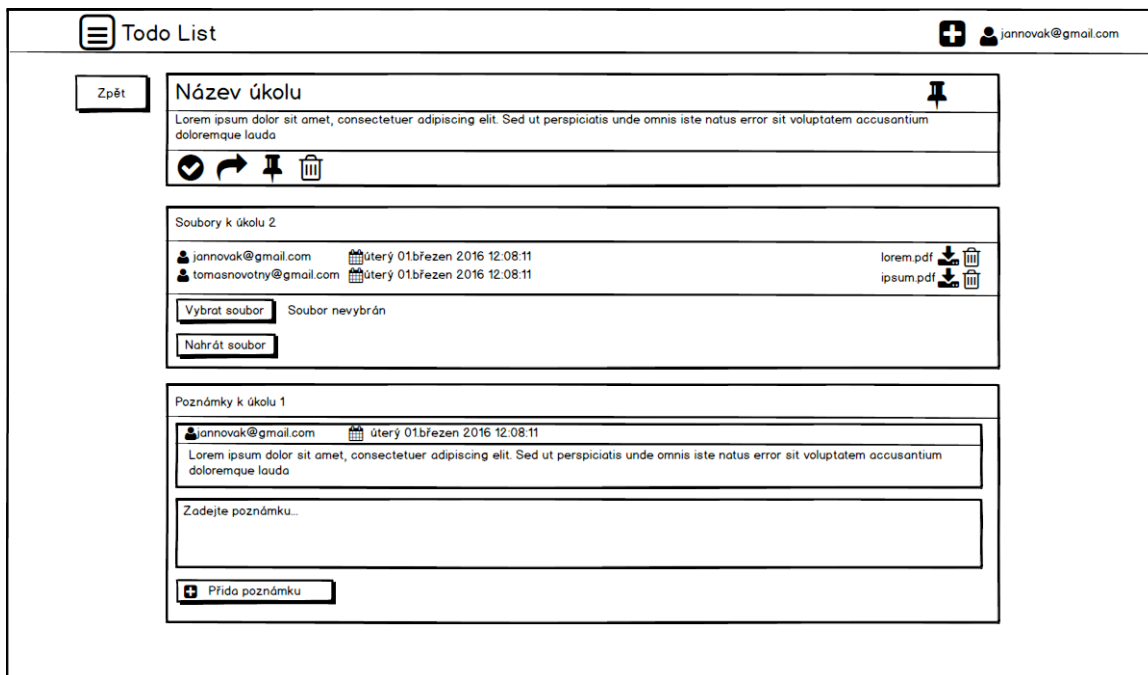 Todo List
jannovak@gmail.com
Zpět
Název úkolu
Lorem ipsum dolor sit amet, consectetuer adipiscing elit. Sed ut perspiciatis unde omnis iste natus error sit voluptatem accusantium
doloremque lauda
Soubory k úkolu 2
jannovak@gmail.com úterý 01.březen 2016 12:08:11 lorem.pdf
tomasnovotny@gmail.com úterý 01.březen 2016 12:08:11 ipsum.pdf
Vybrat soubor Soubor nevybrán
Nahrát soubor
Poznámky k úkolu 1
jannovak@gmail.com úterý 01.březen 2016 12:08:11
Lorem ipsum dolor sit amet, consectetuer adipiscing elit. Sed ut perspiciatis unde omnis iste natus error sit voluptatem accusantium
doloremque lauda
Zadejte poznámku...
Přida poznámku